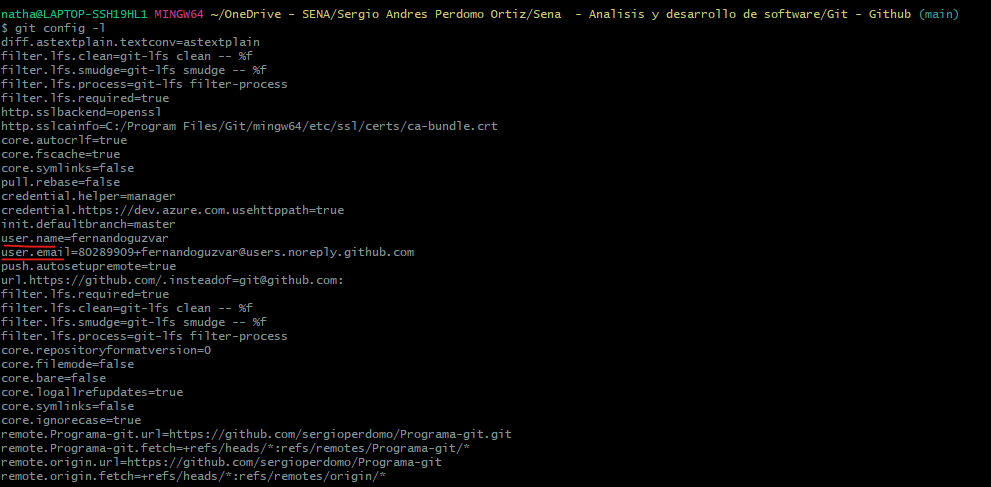 natha@LAPTOP-SSH19HL1 MINGW64 ~/OneDrive - SENA/Sergio Andres Perdomo Ortiz/Sena  - Analisis y desarrollo de software/Git - Github (main)
$ git config -l
diff.astextplain.textconv=astextplain
filter.lfs.clean=git-lfs clean -- %f
filter.lfs.smudge=git-lfs smudge -- %f
filter.lfs.process=git-lfs filter-process
filter.lfs.required=true
http.sslbackend=openssl
http.sslcainfo=C:/Program Files/Git/mingw64/etc/ssl/certs/ca-bundle.crt
core.autocrlf=true
core.fscache=true
core.symlinks=false
pull.rebase=false
credential.helper=manager
credential.https://dev.azure.com.usehttppath=true
init.defaultbranch=master
user.name=fernandoguzvar
user.email=80289909+fernandoguzvar@users.noreply.github.com
push.autosetupremote=true
url.https://github.com/.insteadof=git@github.com:
filter.lfs.required=true
filter.lfs.clean=git-lfs clean -- %f
filter.lfs.smudge=git-lfs smudge -- %f
filter.lfs.process=git-lfs filter-process
core.repositoryformatversion=0
core.filemode=false
core.bare=false
core.logallrefupdates=true
core.symlinks=false
core.ignorecase=true
remote.Programa-git.url=https://github.com/sergioperdomo/Programa-git.git
remote.Programa-git.fetch=+refs/heads/*:refs/remotes/Programa-git/*
remote.origin.url=https://github.com/sergioperdomo/Programa-git
remote.origin.fetch=+refs/heads/*:refs/remotes/origin/*